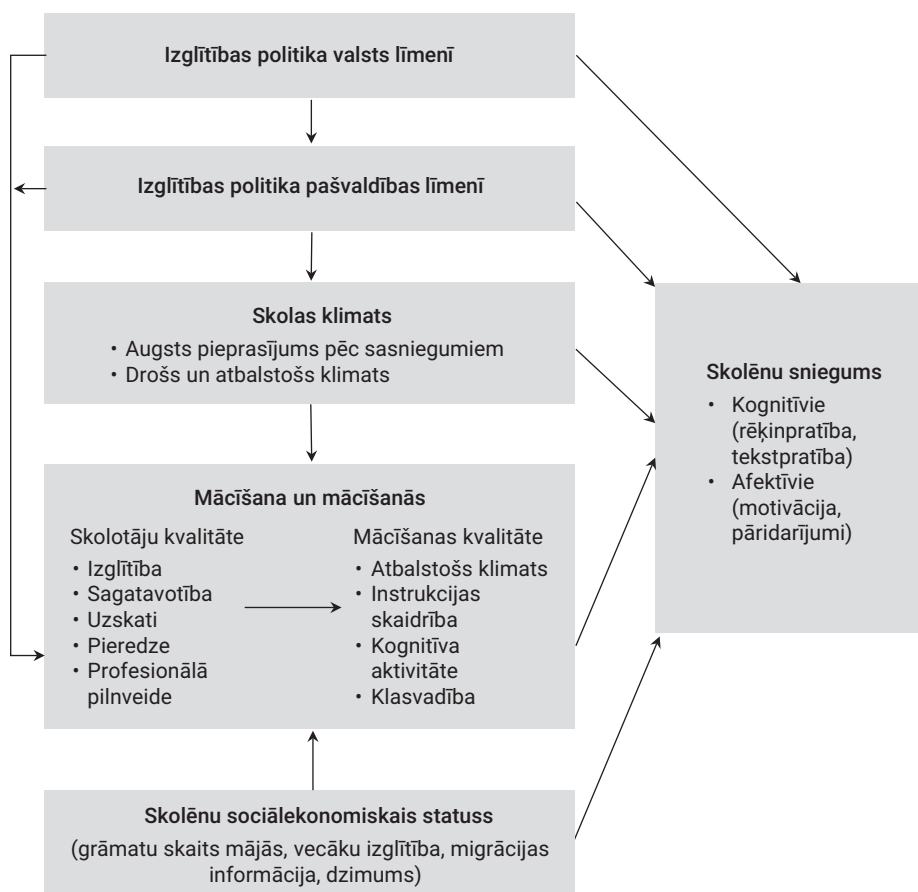 Izglītības politika valsts līmenī
Izglītības politika pašvaldības līmenī
Skolas klimats
• Augsts pieprasījums pēc sasniegumiem
• Drošs un atbalstošs klimats
Mācīšana un mācīšanās
Skolotāju kvalitāte
• Izglītība
• Sagatavotība
• Uzskati
• Pieredze
• Profesionālā
pilnveide
Mācīšanas kvalitāte
• Atbalstošs klimats
• Instrukcijas
skaidrība
• Kognitīva
aktivitāte
• Klasvadība
Skolēnu sociālekonomiskais statuss
(grāmatu skaits mājās, vecāku izglītība, migrācijas
informācija, dzimums)
Skolēnu sniegums
• Kognitīvie
(rēķinpratība,
tekstpratība)
• Afektīvie
(motivācija,
pāridarījumi)